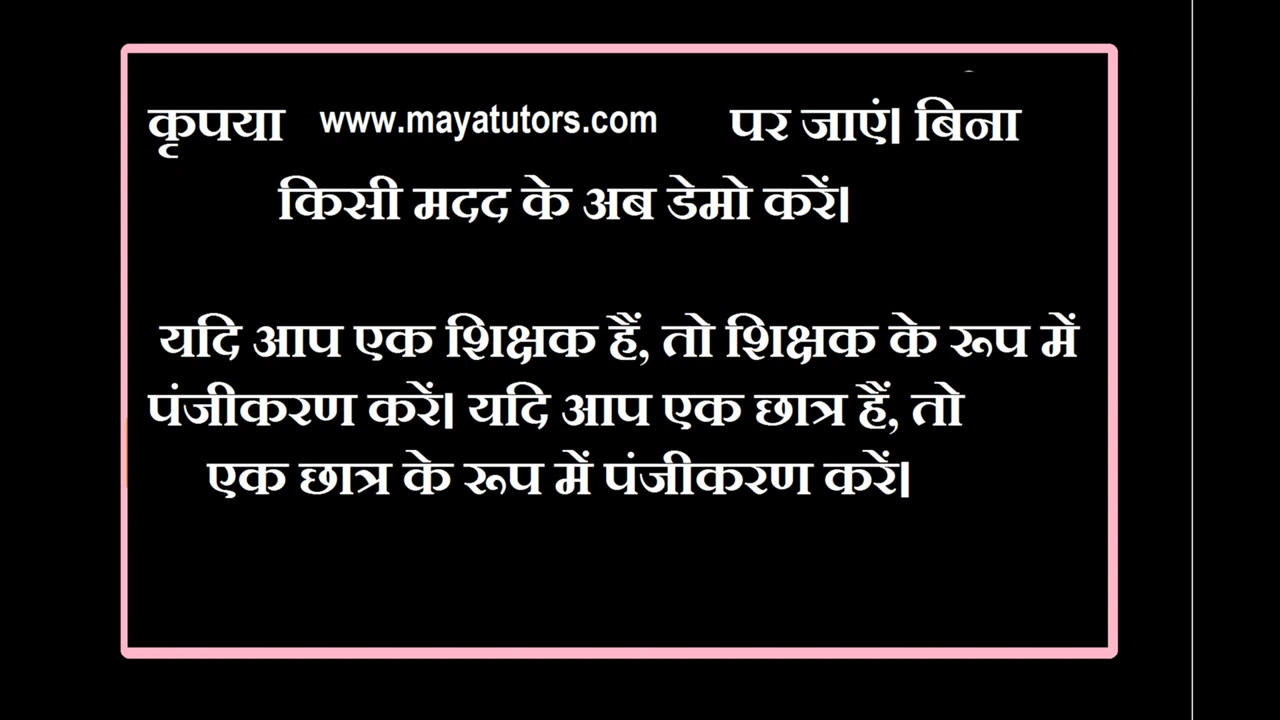 कृपया www.mayatutors.com पर जाएं। बिना
किसी मदद के अब डेमो करें।
यदि आप एक शिक्षक हैं, तो शिक्षक के रूप में
पंजीकरण करें। यदि आप एक छात्र हैं, तो
एक छात्र के रूप में पंजीकरण करें।